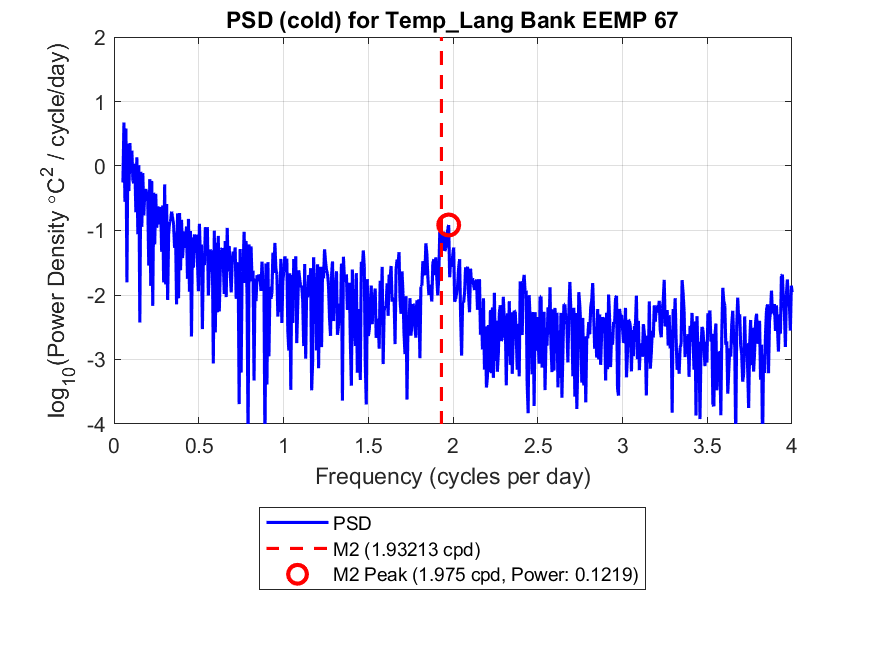 PSD (cold) for Temp_Lang Bank EEMP 67
log10(Power Density °C2 / cycle/day)
2
1
0
-1
-2
-3
-4
0 0.5 1 1.5 2 2.5 3 3.5 4
Frequency (cycles per day)
PSD
M2 (1.93213 cpd)
M2 Peak (1.975 cpd, Power: 0.1219)